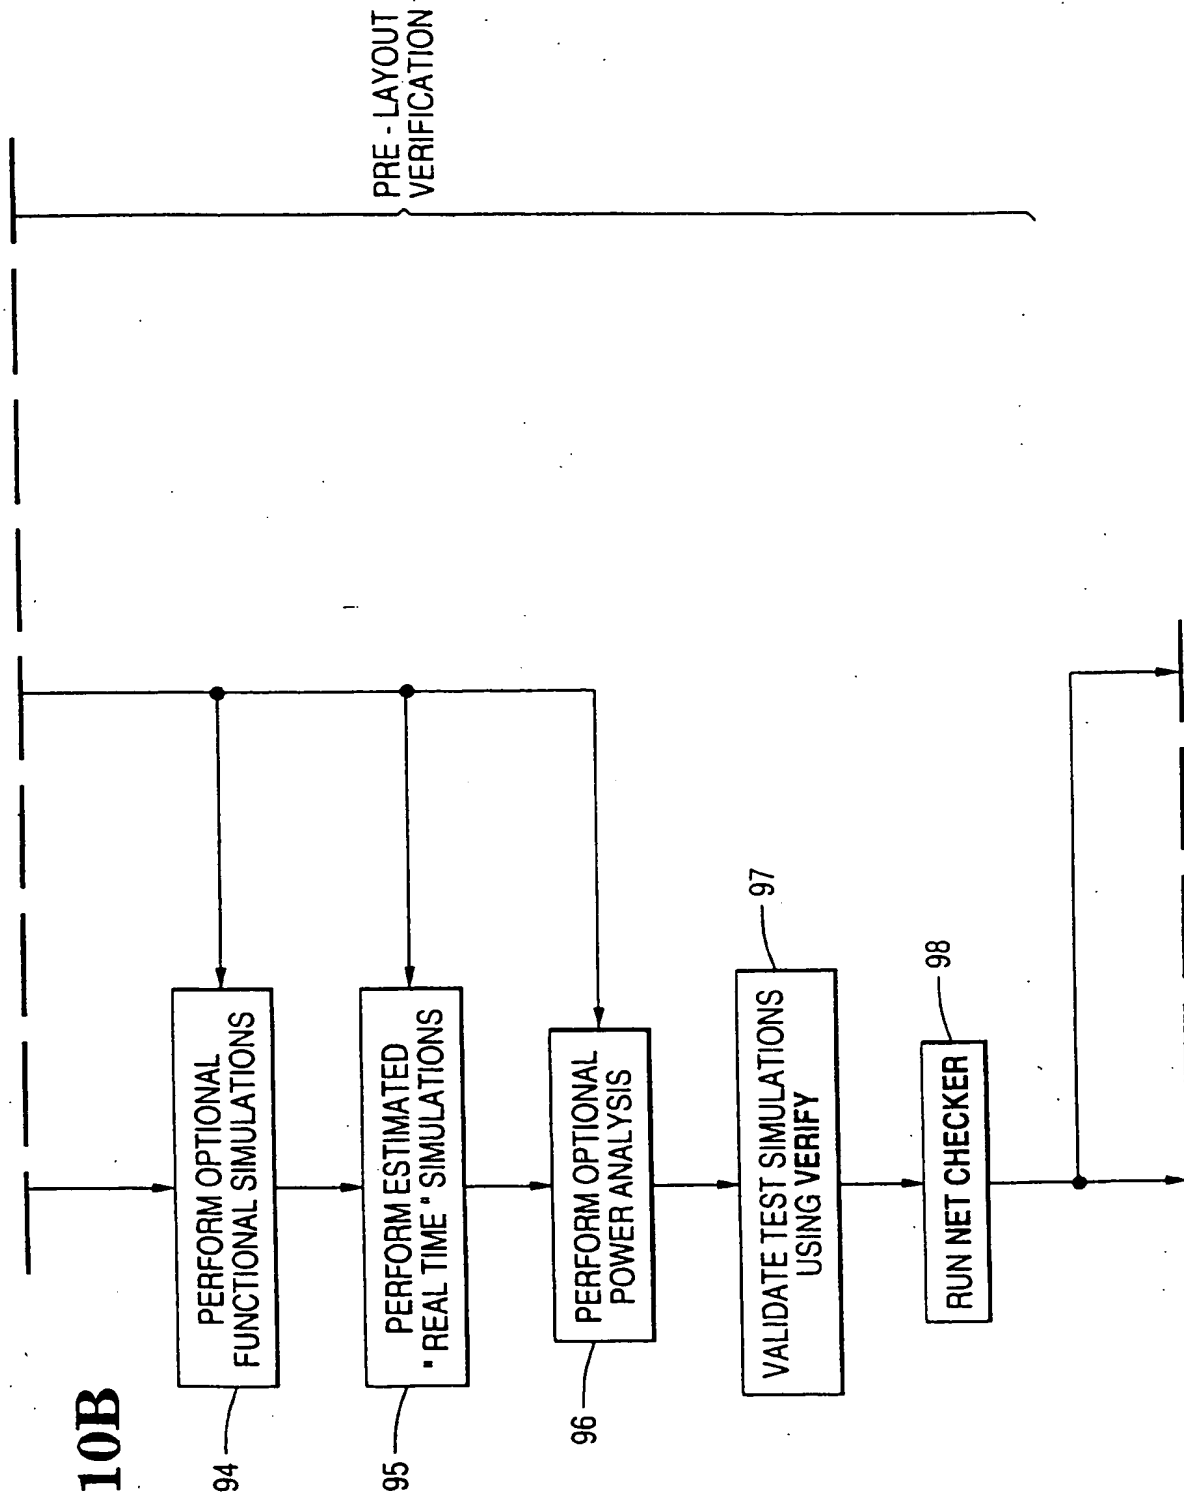 10B
PRE - LAYOUT
VERIFICATION
94
PERFORM OPTIONAL
FUNCTIONAL SIMULATIONS
95
PERFORM ESTIMATED
" REAL TIME " SIMULATIONS
96
PERFORM OPTIONAL
POWER ANALYSIS
97
VALIDATE TEST SIMULATIONS
USING VERIFY
98
RUN NET CHECKER